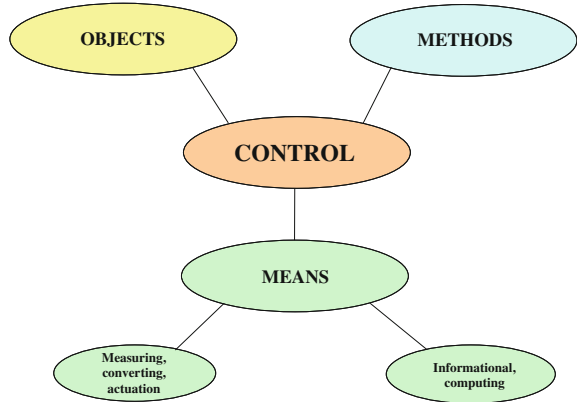 OBJECTS
METHODS
CONTROL
MEANS
Measuring,
converting,
actuation
Informational,
computing